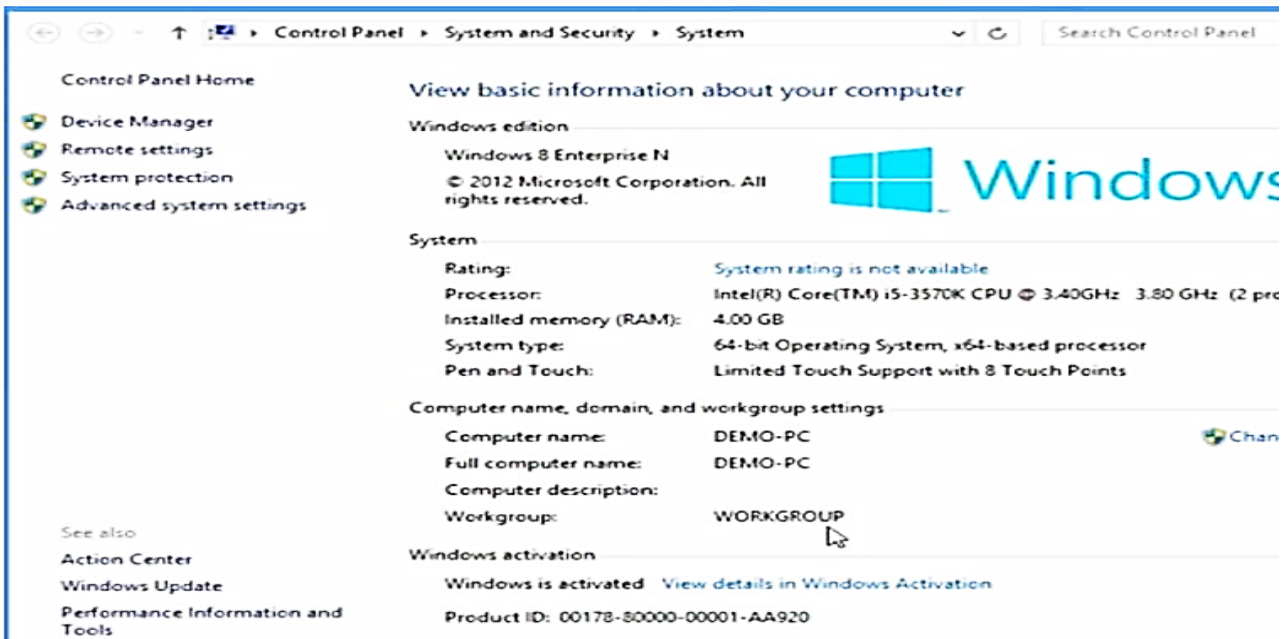 Control Panel ▸ System and Security ▸ System
Search Control Panel
Control Panel Home
Device Manager
Remote settings
System protection
Advanced system settings
See also
Action Center
Windows Update
Performance Information and
Tools
View basic information about your computer
Windows edition
Windows 8 Enterprise N
© 2012 Microsoft Corporation. All
rights reserved.
Windows
System
Rating: System rating is not available
Processor: Intel(R) Core(TM) i5-3570K CPU @ 3.40GHz 3.80 GHz (2 pro
Installed memory (RAM): 4.00 GB
System type: 64-bit Operating System, x64-based processor
Pen and Touch: Limited Touch Support with 8 Touch Points
Computer name, domain, and workgroup settings
Computer name: DEMO-PC
Chan
Full computer name: DEMO-PC
Computer description:
Workgroup: WORKGROUP
Windows activation
Windows is activated View details in Windows Activation
Product ID: 00178-80000-00001-AA920